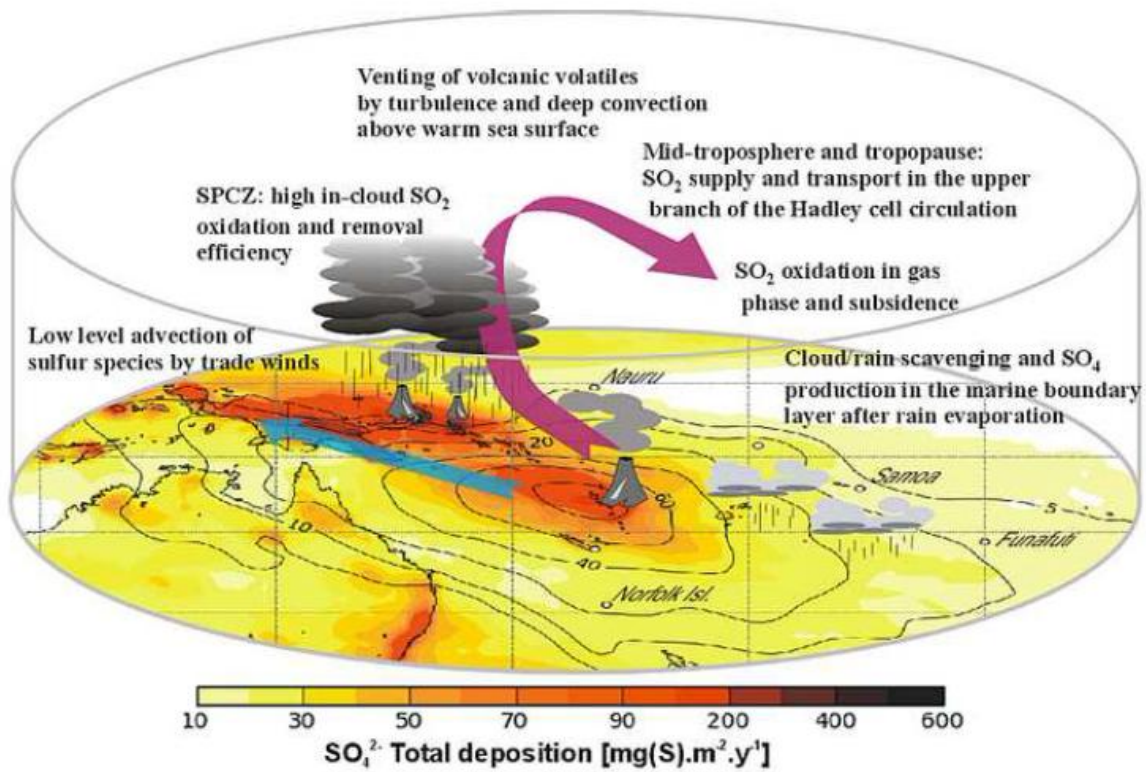 Venting of volcanic volatiles
by turbulence and deep convection
above warm sea surface
Mid-troposphere and tropopause:
SO₂ supply and transport in the upper
branch of the Hadley cell circulation
SPCZ: high in-cloud SO₂
oxidation and removal
efficiency
SO₂ oxidation in gas
phase and subsidence
Low level advection of
sulfur species by trade winds
Cloud/rain scavenging and SO₄
production in the marine boundary
layer after rain evaporation
Nauru
20
Samoa
60
5
10
Funafuti
40
Norfolk Isl.
10 30 50 70 90 200 400 600
SO₄²⁻ Total deposition [mg(S).m⁻².y⁻¹]